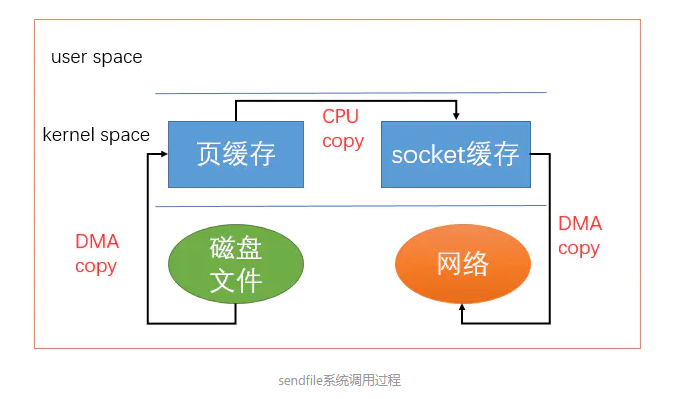 user space
CPU
copy
kernel space
页缓存
socket缓存
DMA
copy
磁盘
文件
网络
DMA
copy
sendfile系统调用过程